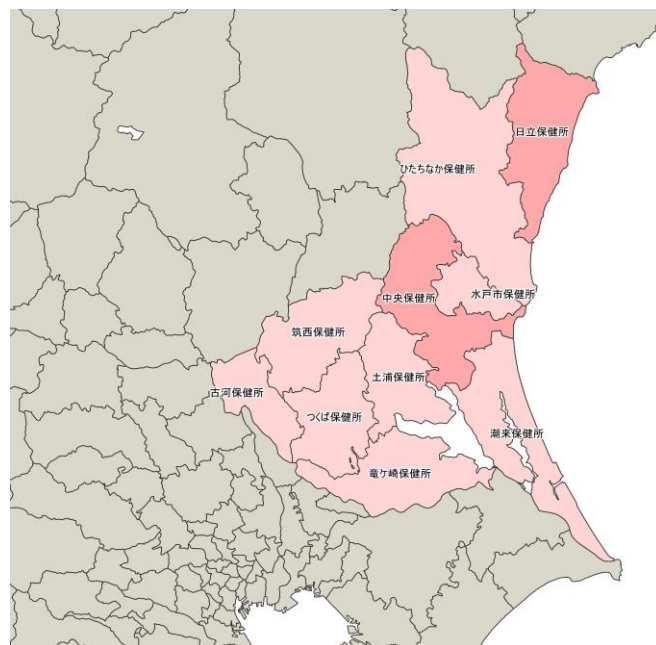 日立保健所
ひたちなか保健所
中央保健所
水戸市保健所
筑西保健所
土浦保健所
古河保健所
つくば保健所
潮来保健所
竜ケ崎保健所